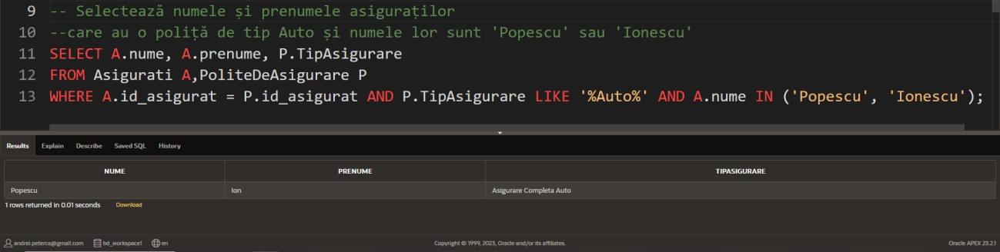 9 -- Selectează numele și prenumele asiguraților
10 --care au o poliță de tip Auto și numele lor sunt 'Popescu' sau 'Ionescu'
11 SELECT A.nume, A.prenume, P.TipAsigurare
12 FROM Asigurati A,PoliteDeAsigurare P
13 WHERE A.id_asigurat = P.id_asigurat AND P.TipAsigurare LIKE '%Auto%' AND A.nume IN ('Popescu', 'Ionescu');
Results Explain Describe Saved SQL History
NUME PRENUME TIPASIGURARE
Popescu Ion Asigurare Completa Auto
1 rows returned in 0.01 seconds Download
andrei.peterca@gmail.com bd_workspace1 en Copyright © 1999, 2023, Oracle and/or its affiliates. Oracle APEX 23.2.1